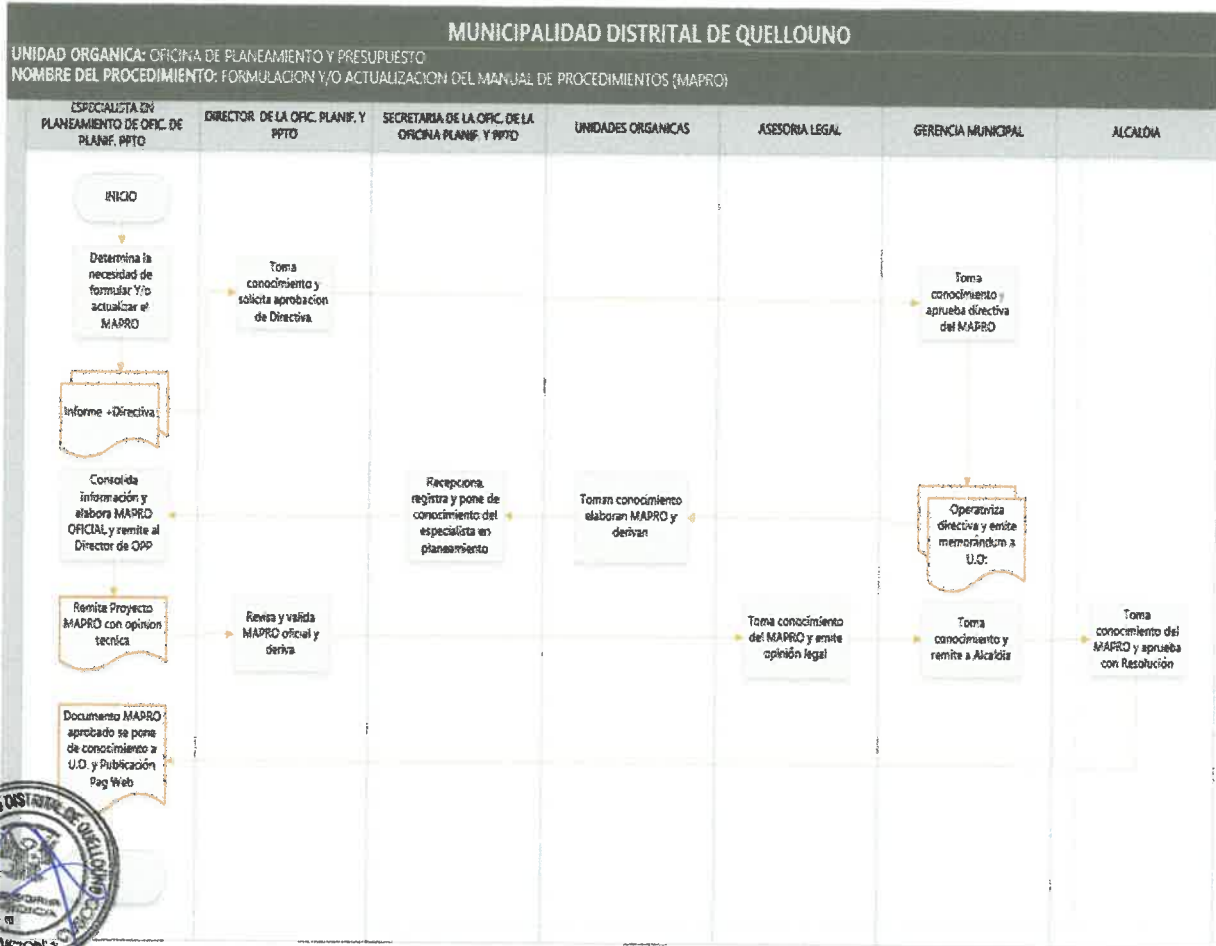 MUNICIPALIDAD DISTRITAL DE QUELLOUNO
UNIDAD ORGANICA: OFICINA DE PLANEAMIENTO Y PRESUPUESTO
NOMBRE DEL PROCEDIMIENTO: FORMULACION Y/O ACTUALIZACION DEL MANUAL DE PROCEDIMIENTOS (MAPRO)
ESPECIALISTA EN
PLANEAMIENTO DE OFIC. DE
PLANIF. PPTO
DIRECTOR DE LA OFIC. PLANIF. Y
PPTO
SECRETARIA DE LA OFIC. DE LA
OFICINA PLANIF. Y PPTO
UNIDADES ORGANICAS
ASESORIA LEGAL
GERENCIA MUNICIPAL
ALCALDIA
INICIO
Determina la
necesidad de
formular Y/o
actualizar el
MAPRO
Toma
conocimiento y
solicita aprobacion
de Directiva
Toma
conocimiento y
aprueba directiva
del MAPRO
Informe +Directiva
Consolida
información y
elabora MAPRO
OFICIAL y remite al
Director de OPP
Recepciona,
registra y pone de
conocimiento del
especialista en
planeamiento
Toman conocimiento
elaboran MAPRO y
derivan
Operativiza
directiva y emite
memorándum a
U.O:
Remite Proyecto
MAPRO con opinion
tecnica
Revisa y valida
MAPRO oficial y
deriva
Toma conocimiento
del MAPRO y emite
opinión legal
Toma
conocimiento y
remite a Alcaldía
Toma
conocimiento del
MAPRO y aprueba
con Resolución
Documento MAPRO
aprobado se pone
de conocimiento a
U.O. y Publicación
Pag Web
DISTRITAL DE QUELLOUNO